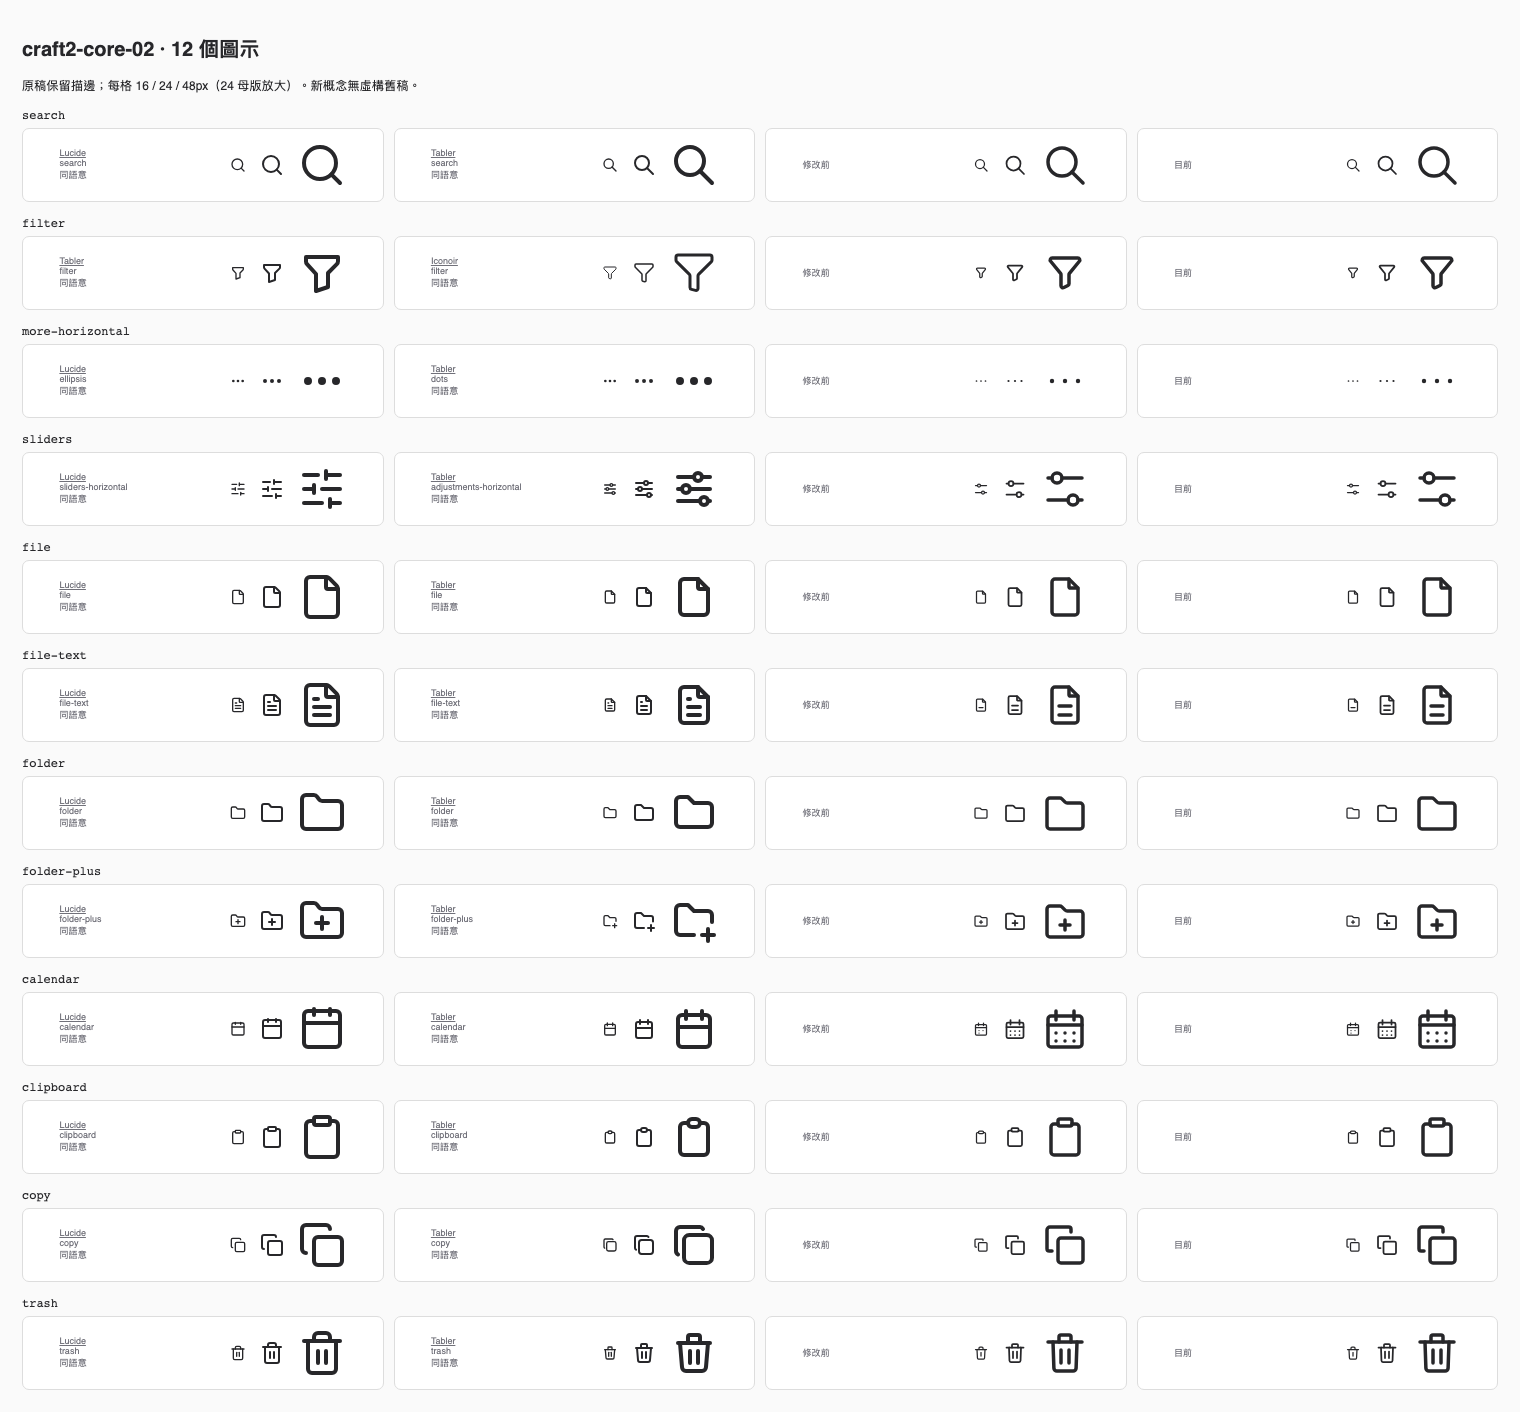 craft2-core-02 · 12 個圖示
原稿保留描邊；每格 16 / 24 / 48px（24 母版放大）。新概念無虛構舊稿。
search
Lucide
search
同語意
Tabler
search
同語意
修改前
目前
filter
Tabler
filter
同語意
Iconoir
filter
同語意
修改前
目前
more-horizontal
Lucide
ellipsis
同語意
Tabler
dots
同語意
修改前
目前
sliders
Lucide
sliders-horizontal
同語意
Tabler
adjustments-horizontal
同語意
修改前
目前
file
Lucide
file
同語意
Tabler
file
同語意
修改前
目前
file-text
Lucide
file-text
同語意
Tabler
file-text
同語意
修改前
目前
folder
Lucide
folder
同語意
Tabler
folder
同語意
修改前
目前
folder-plus
Lucide
folder-plus
同語意
Tabler
folder-plus
同語意
修改前
目前
calendar
Lucide
calendar
同語意
Tabler
calendar
同語意
修改前
目前
clipboard
Lucide
clipboard
同語意
Tabler
clipboard
同語意
修改前
目前
copy
Lucide
copy
同語意
Tabler
copy
同語意
修改前
目前
trash
Lucide
trash
同語意
Tabler
trash
同語意
修改前
目前